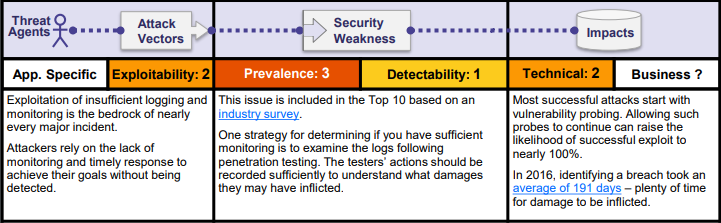 Threat
Agents
Attack
Vectors
Security
Weakness
Impacts
App. Specific
Exploitability: 2
Prevalence: 3
Detectability: 1
Technical: 2
Business ?
Exploitation of insufficient logging and
monitoring is the bedrock of nearly
every major incident.
Attackers rely on the lack of
monitoring and timely response to
achieve their goals without being
detected.
This issue is included in the Top 10 based on an
industry survey.
One strategy for determining if you have sufficient
monitoring is to examine the logs following
penetration testing. The testers' actions should be
recorded sufficiently to understand what damages
they may have inflicted.
Most successful attacks start with
vulnerability probing. Allowing such
probes to continue can raise the
likelihood of successful exploit to
nearly 100%.
In 2016, identifying a breach took an
average of 191 days – plenty of time
for damage to be inflicted.